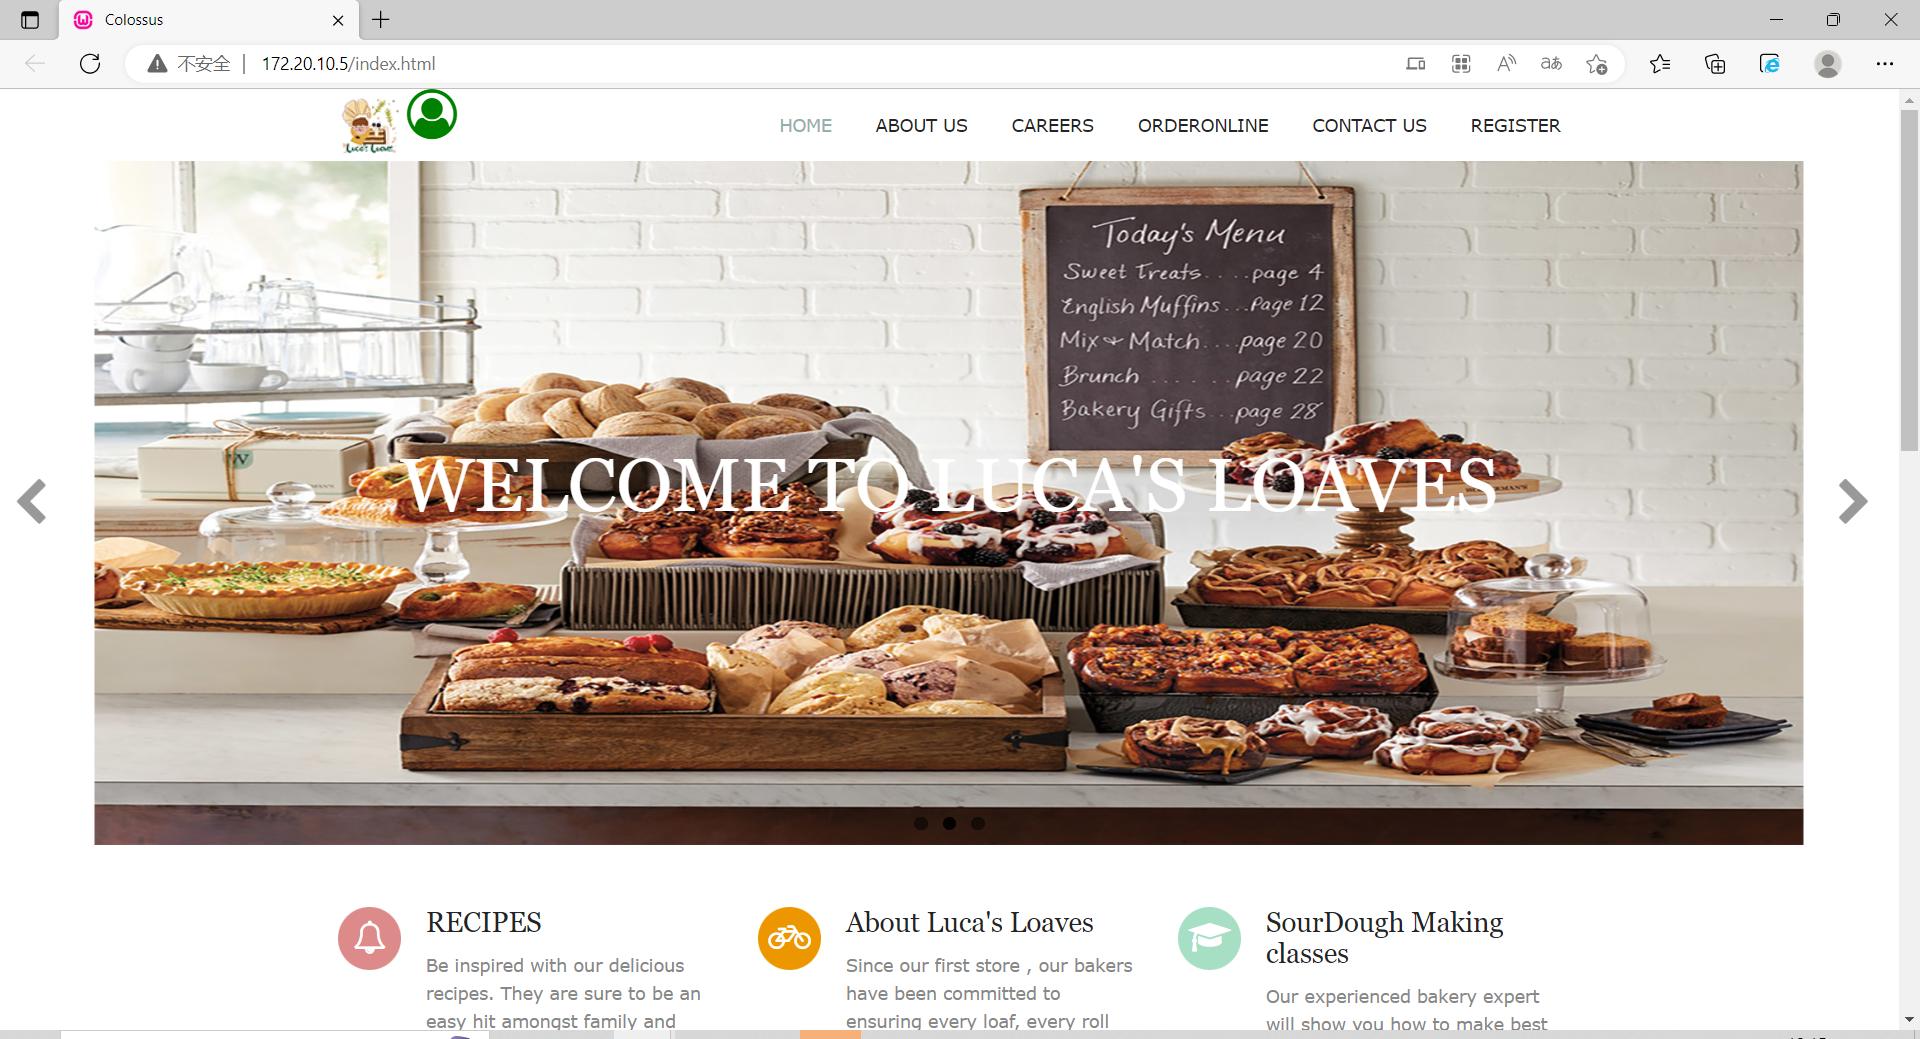 Colossus
不安全
172.20.10.5/index.html
Luca's Loaves
HOME ABOUT US CAREERS ORDERONLINE CONTACT US REGISTER
Today's Menu
Sweet Treats.....page 4
English Muffins...Page 12
Mix & Match.....page 20
Brunch.......page 22
Bakery Gifts...page 28
WELCOME TO LUCA'S LOAVES
RECIPES
Be inspired with our delicious
recipes. They are sure to be an
easy hit amongst family and
About Luca's Loaves
Since our first store , our bakers
have been committed to
ensuring every loaf, every roll
SourDough Making
classes
Our experienced bakery expert
will show you how to make best